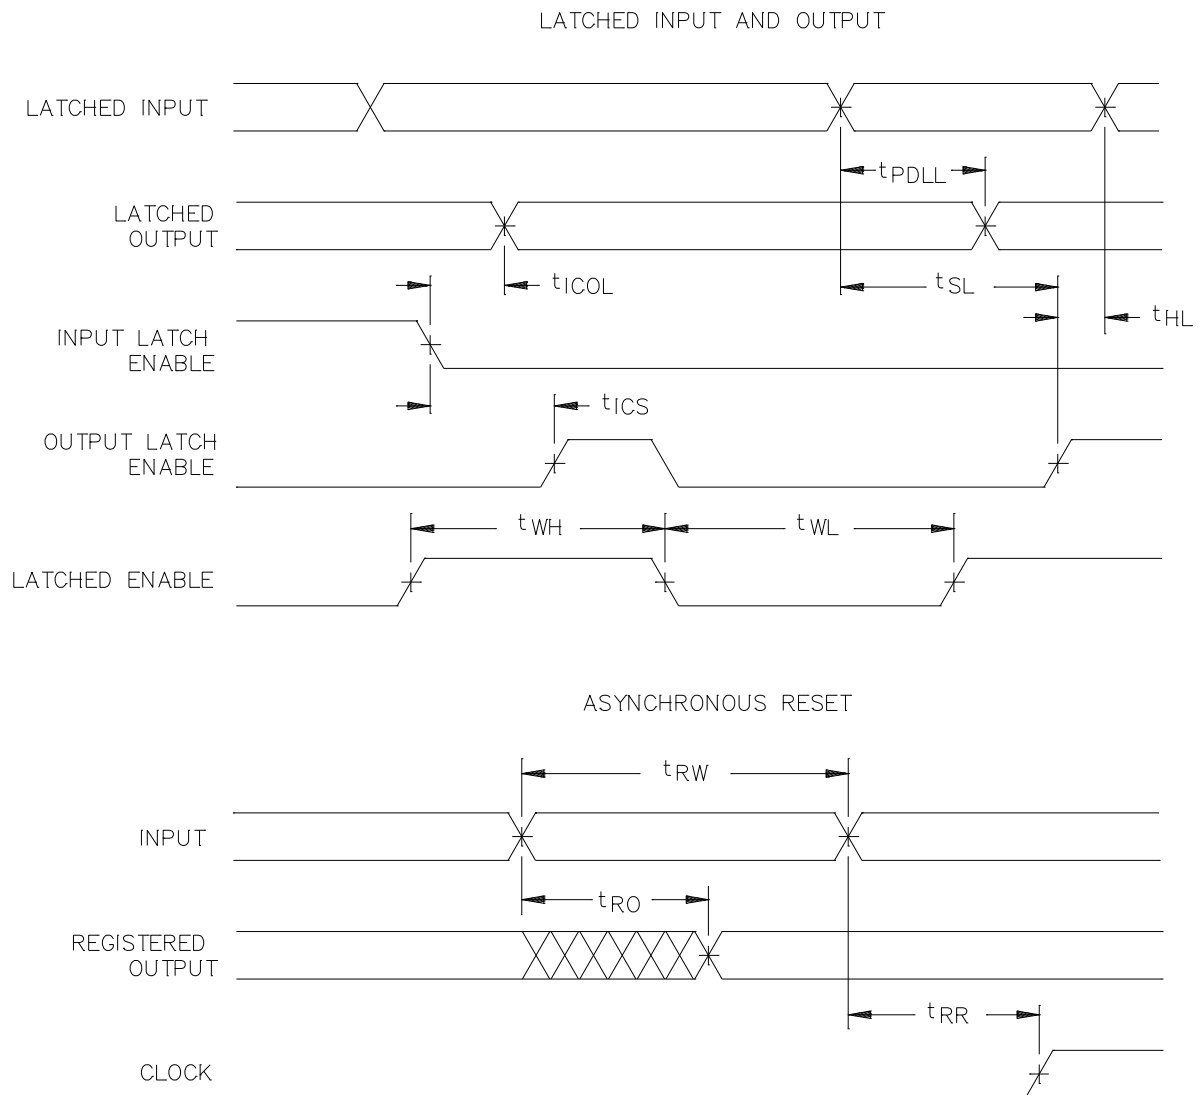 LATCHED INPUT AND OUTPUT
LATCHED INPUT
tPDLL
LATCHED
OUTPUT
tICOL
tSL
tHL
INPUT LATCH
ENABLE
tICS
OUTPUT LATCH
ENABLE
tWH
tWL
LATCHED ENABLE
ASYNCHRONOUS RESET
tRW
INPUT
tRO
REGISTERED
OUTPUT
tRR
CLOCK